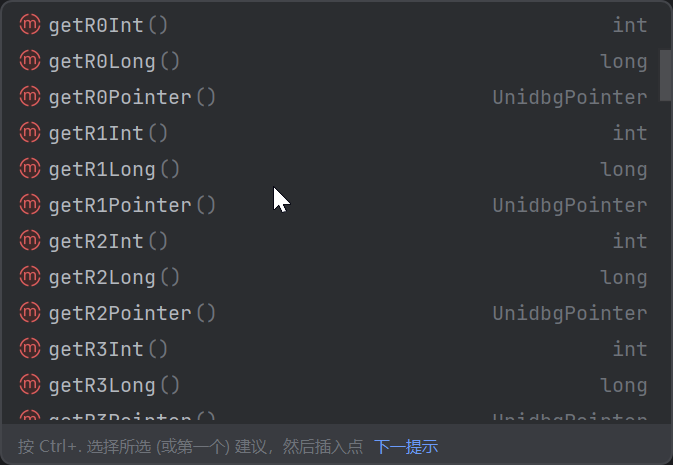 getR0Int() int
getR0Long() long
getR0Pointer() UnidbgPointer
getR1Int() int
getR1Long() long
getR1Pointer() UnidbgPointer
getR2Int() int
getR2Long() long
getR2Pointer() UnidbgPointer
getR3Int() int
getR3Long() long
getR3Pointer() UnidbgPointer
按 Ctrl+. 选择所选 (或第一个) 建议，然后插入点 下一提示